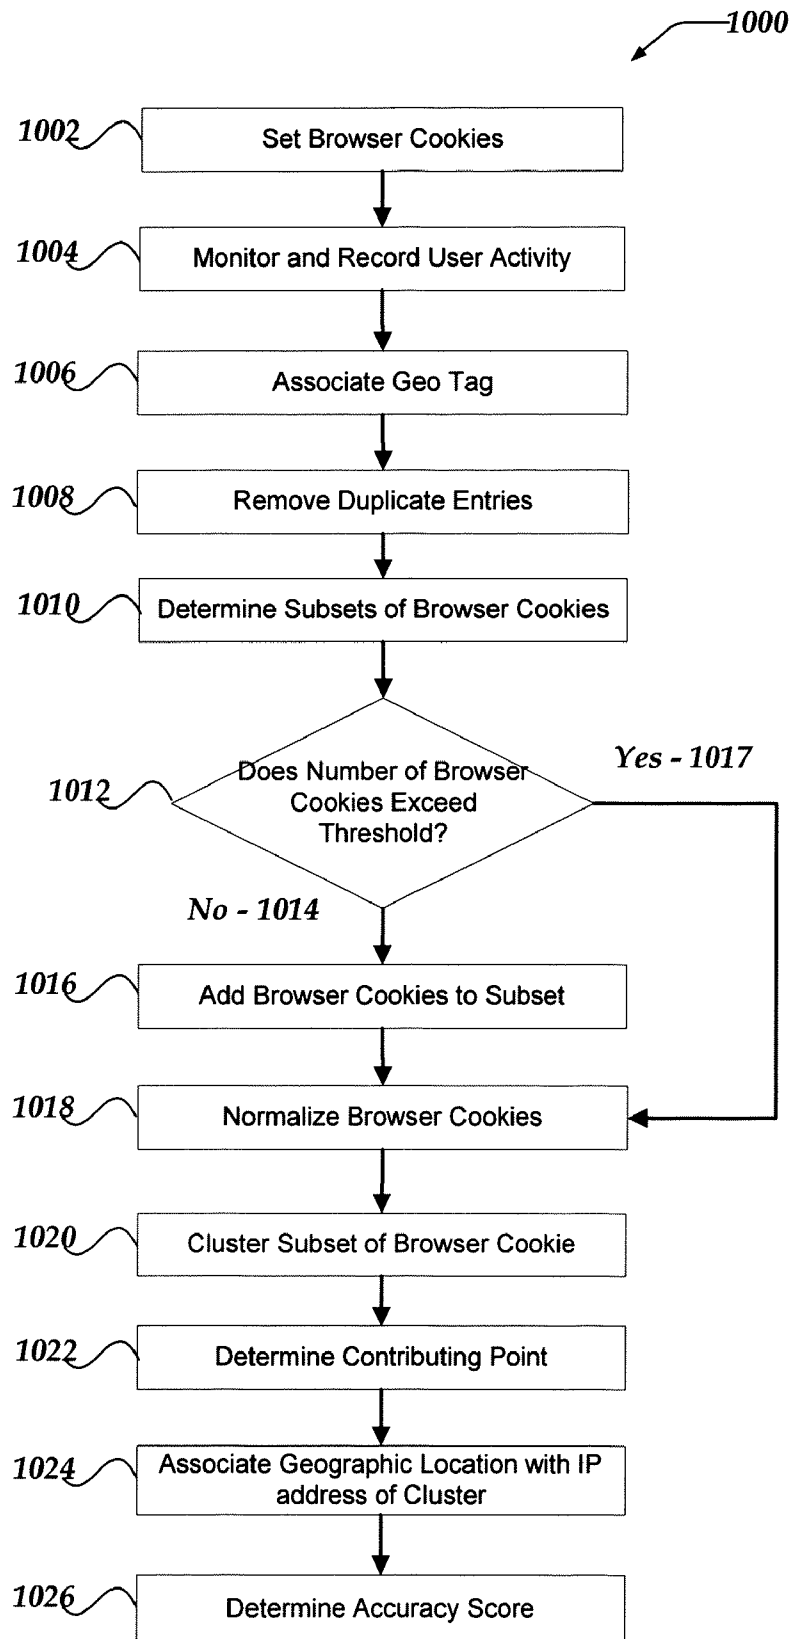 1000
1002
Set Browser Cookies
1004
Monitor and Record User Activity
1006
Associate Geo Tag
1008
Remove Duplicate Entries
1010
Determine Subsets of Browser Cookies
1012
Does Number of Browser
Cookies Exceed
Threshold?
Yes - 1017
No - 1014
1016
Add Browser Cookies to Subset
1018
Normalize Browser Cookies
1020
Cluster Subset of Browser Cookie
1022
Determine Contributing Point
1024
Associate Geographic Location with IP
address of Cluster
1026
Determine Accuracy Score